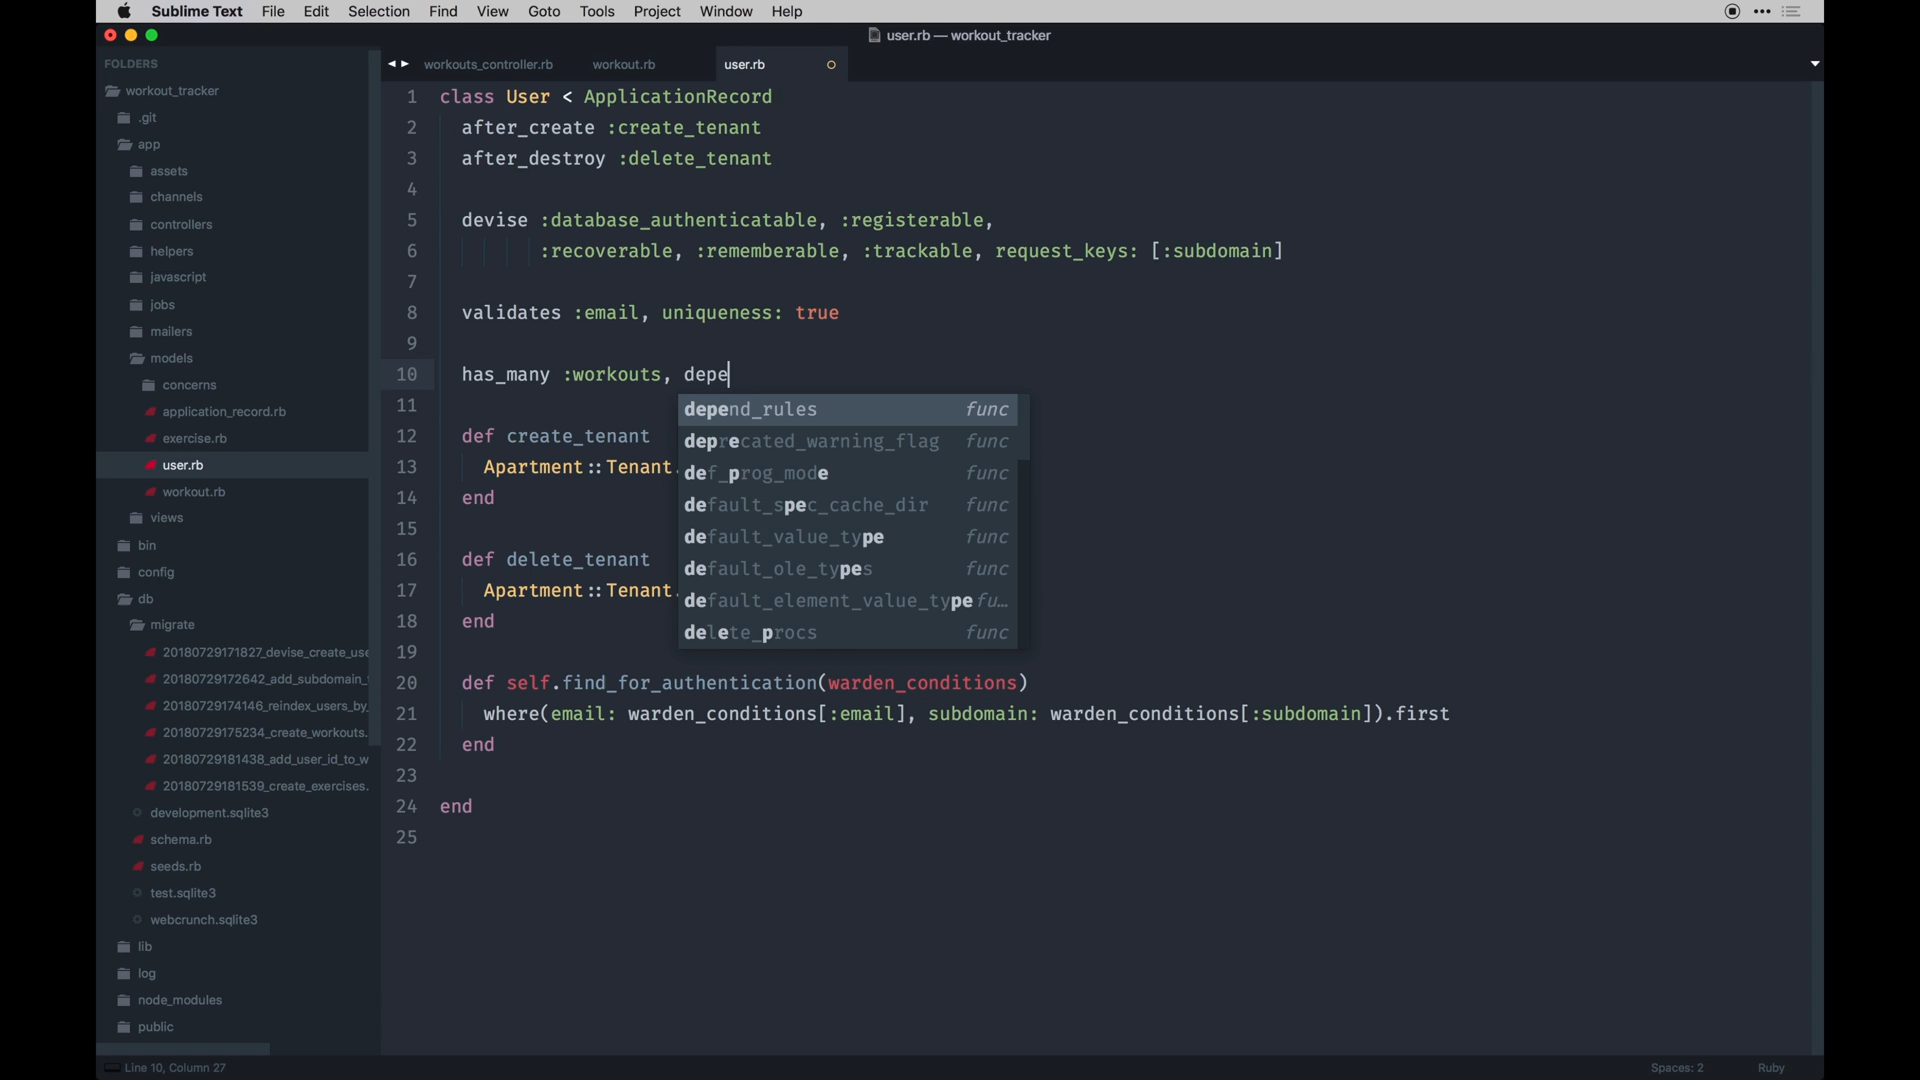 Sublime Text File Edit Selection Find View Goto Tools Project Window Help
user.rb — workout_tracker
FOLDERS
workout_tracker
.git
app
assets
channels
controllers
helpers
javascript
jobs
mailers
models
concerns
application_record.rb
exercise.rb
user.rb
workout.rb
views
bin
config
db
migrate
20180729171827_devise_create_use
20180729172642_add_subdomain_
20180729174146_reindex_users_by_
20180729175234_create_workouts.
20180729181438_add_user_id_to_w
20180729181539_create_exercises.
development.sqlite3
schema.rb
seeds.rb
test.sqlite3
webcrunch.sqlite3
lib
log
node_modules
public
workouts_controller.rb workout.rb user.rb
1 class User < ApplicationRecord
2 after_create :create_tenant
3 after_destroy :delete_tenant
4
5 devise :database_authenticatable, :registerable,
6 :recoverable, :rememberable, :trackable, request_keys: [:subdomain]
7
8 validates :email, uniqueness: true
9
10 has_many :workouts, depe
11
12 def create_tenant
13 Apartment::Tenant.
14 end
15
16 def delete_tenant
17 Apartment::Tenant.
18 end
19
20 def self.find_for_authentication(warden_conditions)
21 where(email: warden_conditions[:email], subdomain: warden_conditions[:subdomain]).first
22 end
23
24 end
25
depend_rules func
deprecated_warning_flag func
def_prog_mode func
default_spec_cache_dir func
default_value_type func
default_ole_types func
default_element_value_type fu…
delete_procs func
Line 10, Column 27
Spaces: 2 Ruby